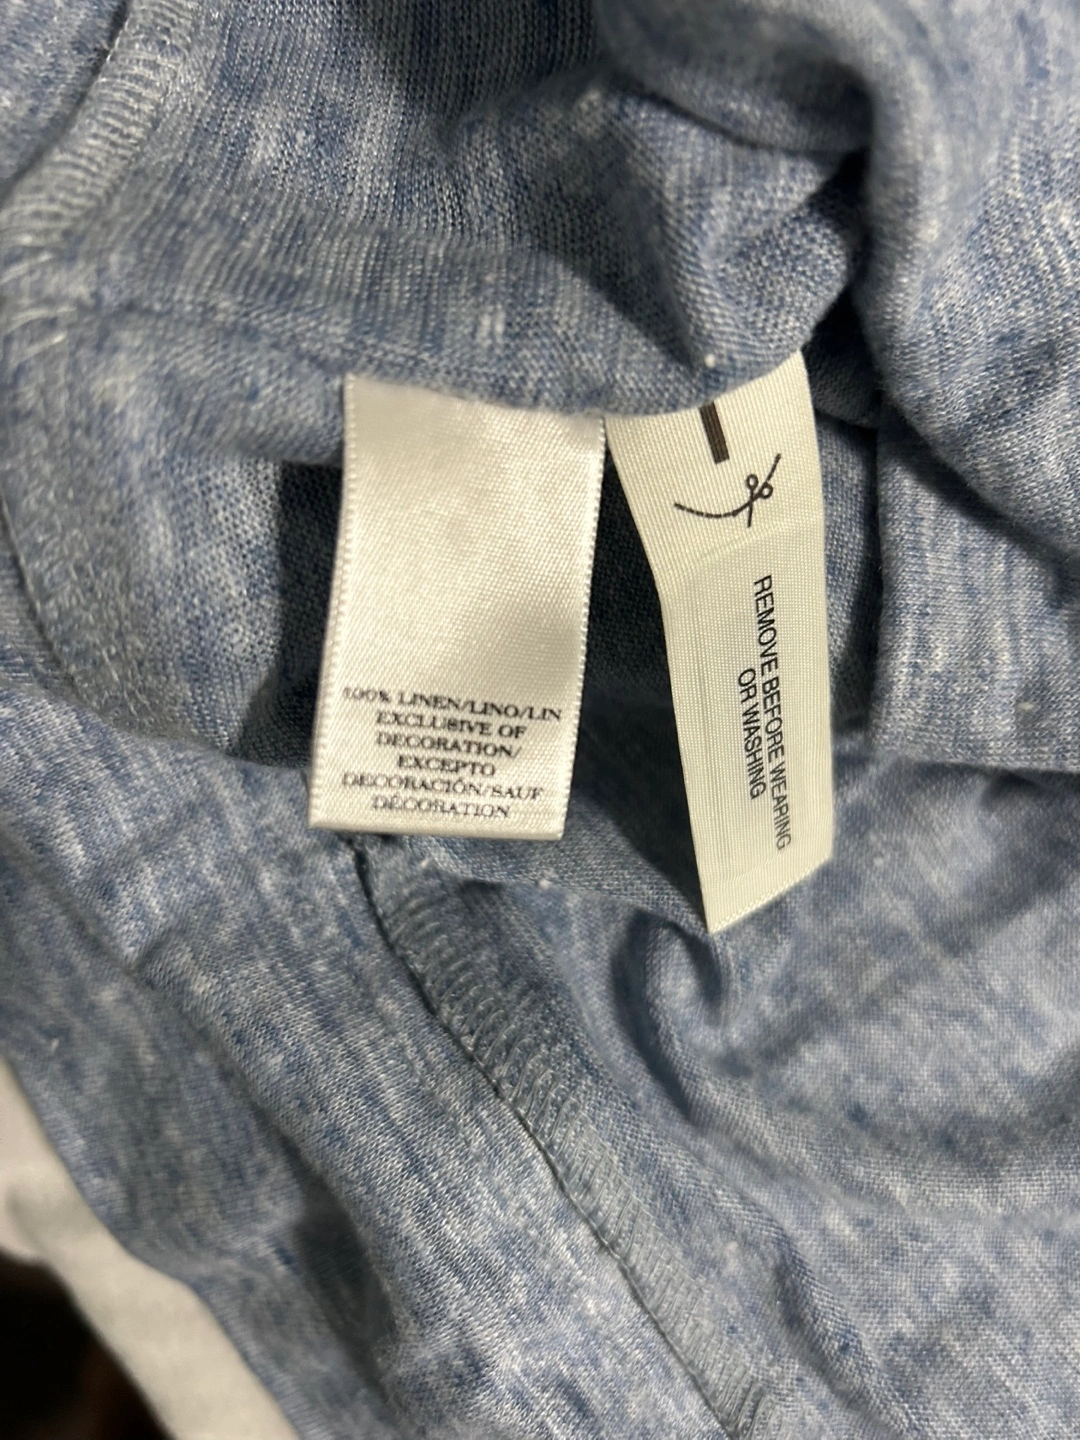 100% LINEN/LINO/LIN
EXCLUSIVE OF
DECORATION/
EXCEPTO
DECORACIÓN/SAUF
DÉCORATION
REMOVE BEFORE WEARING
OR WASHING